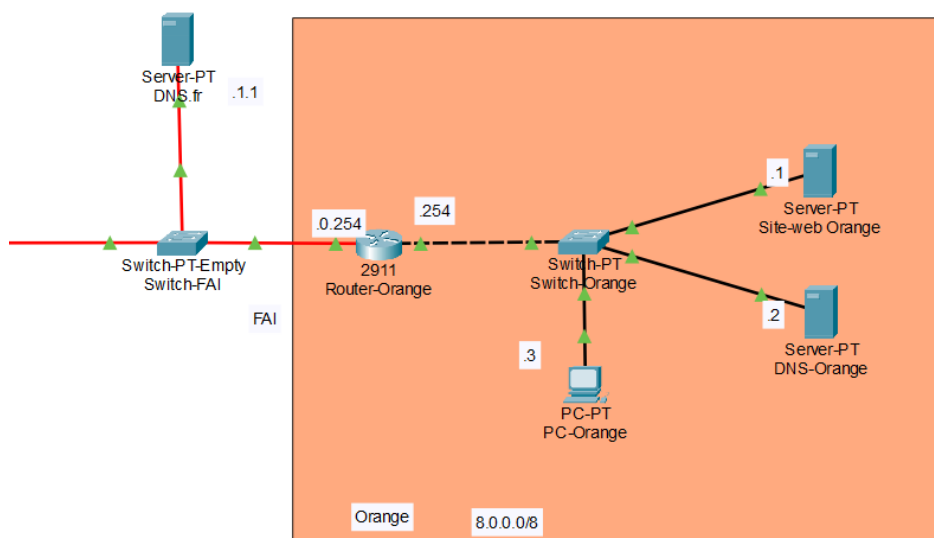 Server-PT
DNS.fr
.1.1
.1
Server-PT
Site-web Orange
.0.254
.254
Switch-PT-Empty
Switch-FAI
2911
Router-Orange
Switch-PT
Switch-Orange
FAI
.2
Server-PT
DNS-Orange
.3
PC-PT
PC-Orange
Orange
8.0.0.0/8